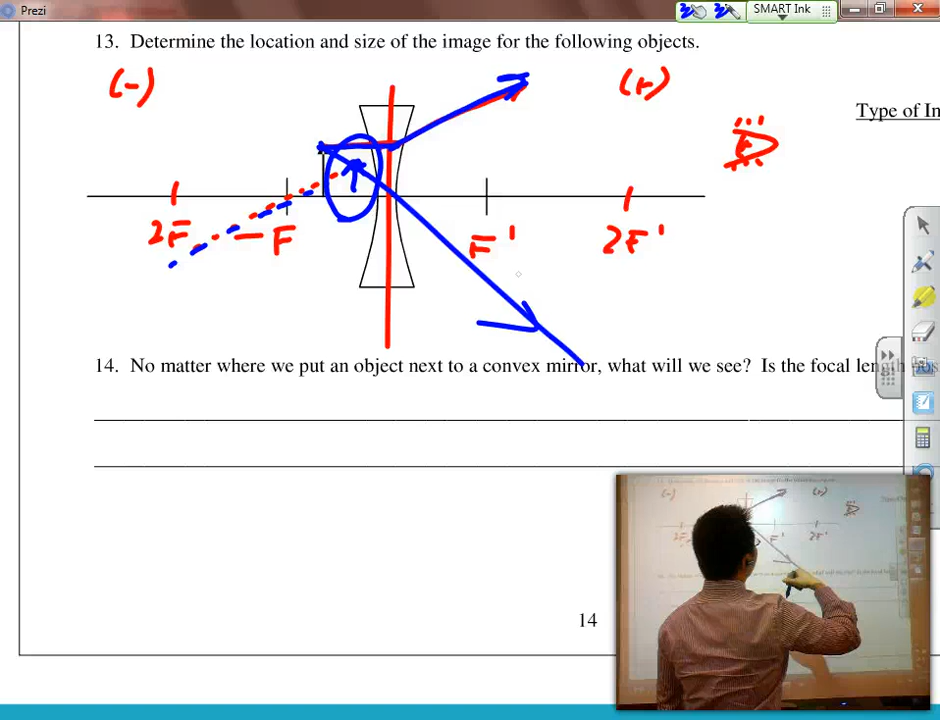 Prezi
SMART Ink
13. Determine the location and size of the image for the following objects.
(-)
(+)
Type of In
2F
F
F'
2F'
14. No matter where we put an object next to a convex mirror, what will we see? Is the focal length pos
14